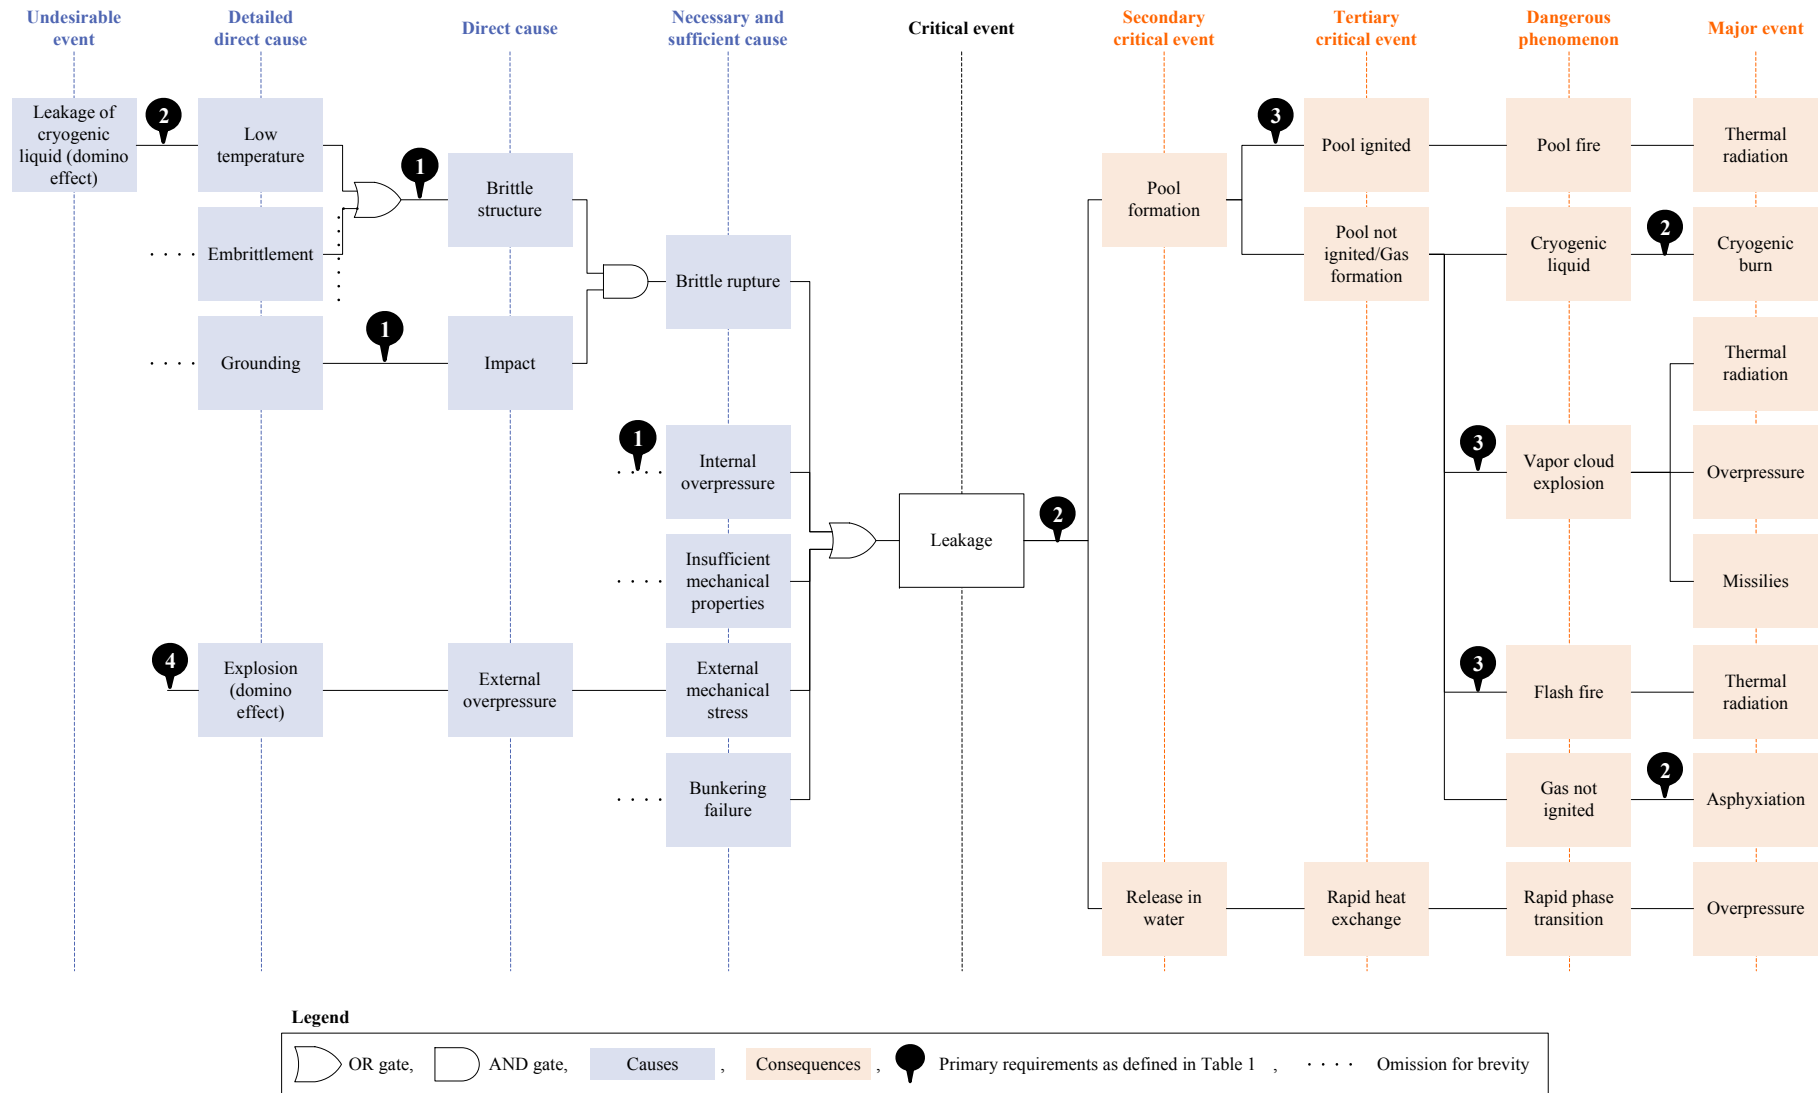 Undesirable
event
Detailed
direct cause
Direct cause
Necessary and
sufficient cause
Critical event
Secondary
critical event
Tertiary
critical event
Dangerous
phenomenon
Major event
Leakage of
cryogenic
liquid (domino
effect)
2
Low
temperature
1
Brittle
structure
Embrittlement
Grounding
1
Impact
Brittle rupture
1
Internal
overpressure
Insufficient
mechanical
properties
4
Explosion
(domino
effect)
External
overpressure
External
mechanical
stress
Bunkering
failure
Leakage
2
Pool
formation
3
Pool ignited
Pool fire
Thermal
radiation
Pool not
ignited/Gas
formation
Cryogenic
liquid
2
Cryogenic
burn
3
Vapor cloud
explosion
Thermal
radiation
Overpressure
Missilies
3
Flash fire
Thermal
radiation
Gas not
ignited
2
Asphyxiation
Release in
water
Rapid heat
exchange
Rapid phase
transition
Overpressure
Legend
OR gate, AND gate, Causes , Consequences , Primary requirements as defined in Table 1 , . . . . Omission for brevity